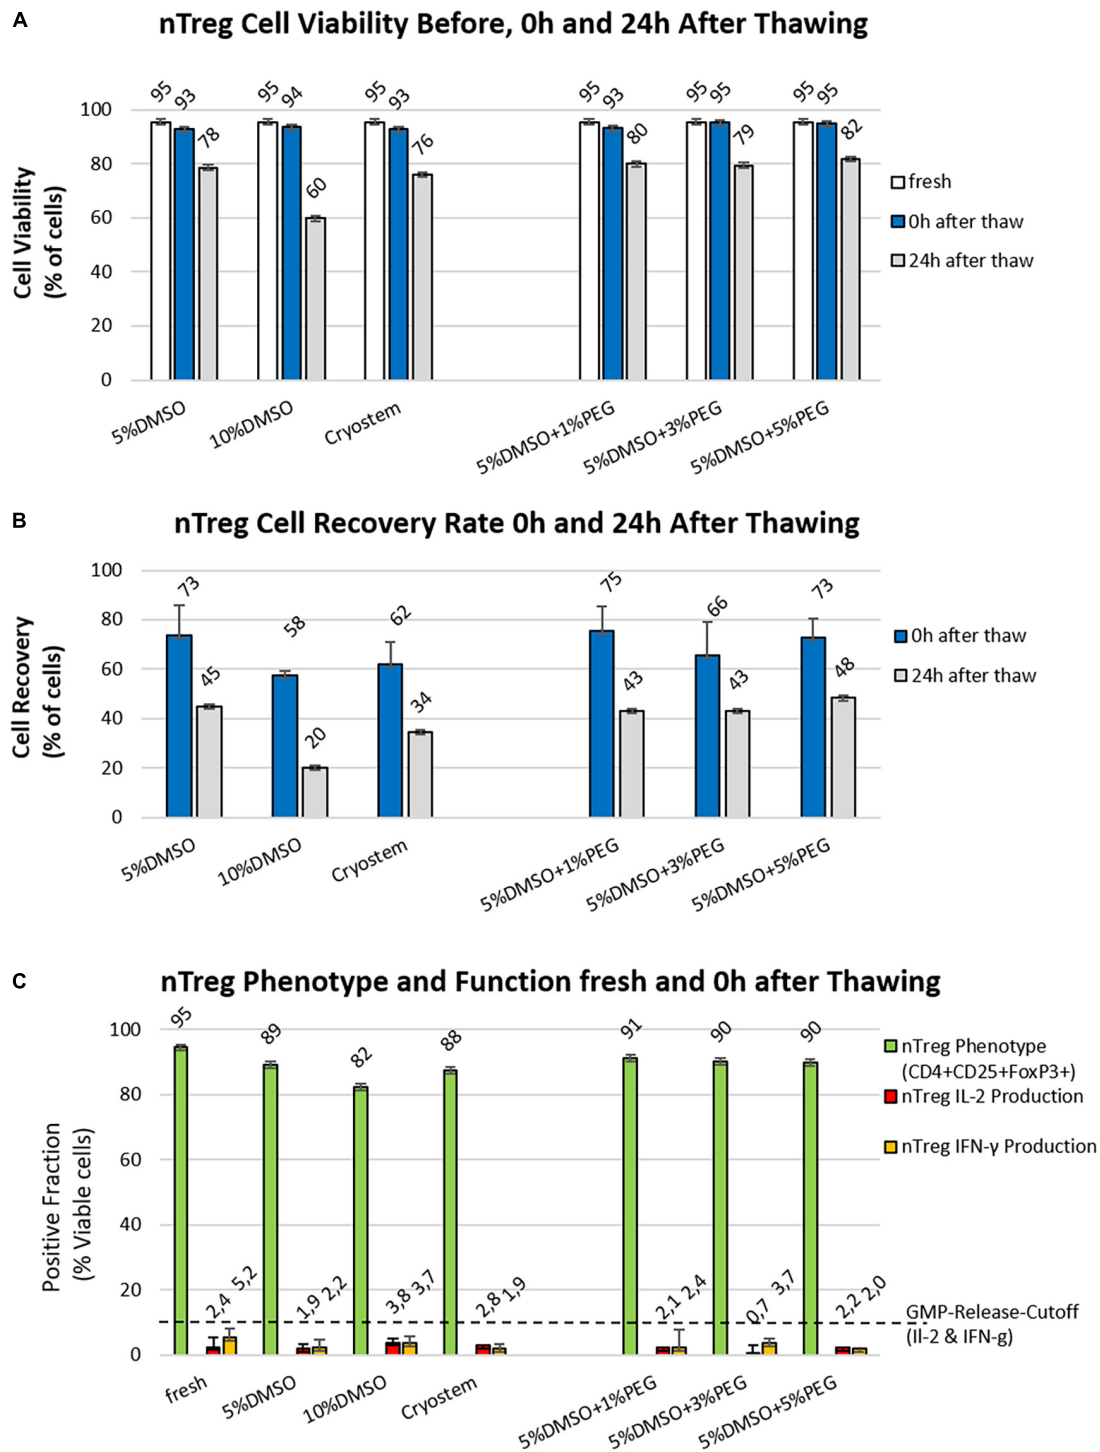 A
nTreg Cell Viability Before, 0h and 24h After Thawing
Cell Viability
(% of cells)
100
80
60
40
20
0
95 93 78
95 94 60
95 93 76
95 93 80
95 95 79
95 95 82
5%DMSO
10%DMSO
Cryostem
5%DMSO+1%PEG
5%DMSO+3%PEG
5%DMSO+5%PEG
fresh
0h after thaw
24h after thaw
B
nTreg Cell Recovery Rate 0h and 24h After Thawing
Cell Recovery
(% of cells)
100
80
60
40
20
0
73 45
58 20
62 34
75 43
66 43
73 48
5%DMSO
10%DMSO
Cryostem
5%DMSO+1%PEG
5%DMSO+3%PEG
5%DMSO+5%PEG
0h after thaw
24h after thaw
C
nTreg Phenotype and Function fresh and 0h after Thawing
Positive Fraction
(% Viable cells)
100
80
60
40
20
0
95 2,4 5,2
89 1,9 2,2
82 3,8 3,7
88 2,8 1,9
91 2,1 2,4
90 0,7 3,7
90 2,2 2,0
fresh
5%DMSO
10%DMSO
Cryostem
5%DMSO+1%PEG
5%DMSO+3%PEG
5%DMSO+5%PEG
nTreg Phenotype
(CD4+CD25+FoxP3+)
nTreg IL-2 Production
nTreg IFN-γ Production
GMP-Release-Cutoff
(Il-2 & IFN-g)